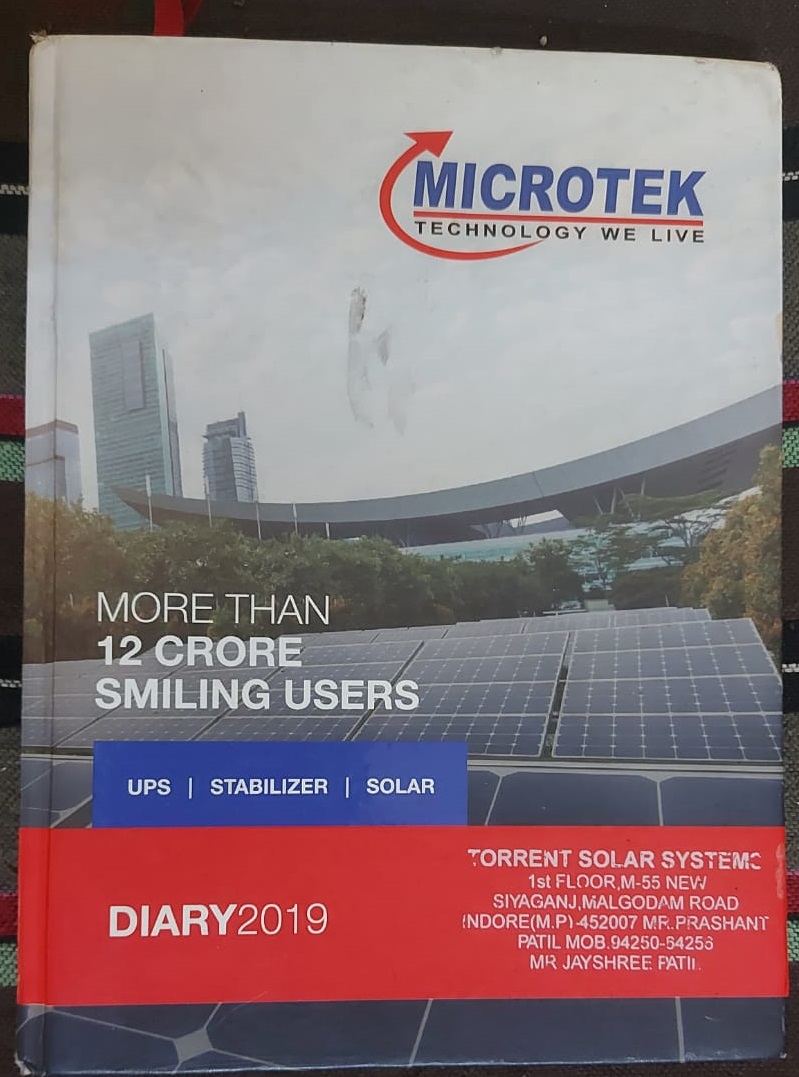 MICROTEK
TECHNOLOGY WE LIVE
MORE THAN
12 CRORE
SMILING USERS
UPS | STABILIZER | SOLAR
DIARY2019
TORRENT SOLAR SYSTEMS
1st FLOOR,M-55 NEW
SIYAGANJ,MALGODAM ROAD
INDORE(M.P)-452007 MR.PRASHANT
PATIL MOB.94250-64256
MR JAYSHREE PATIL